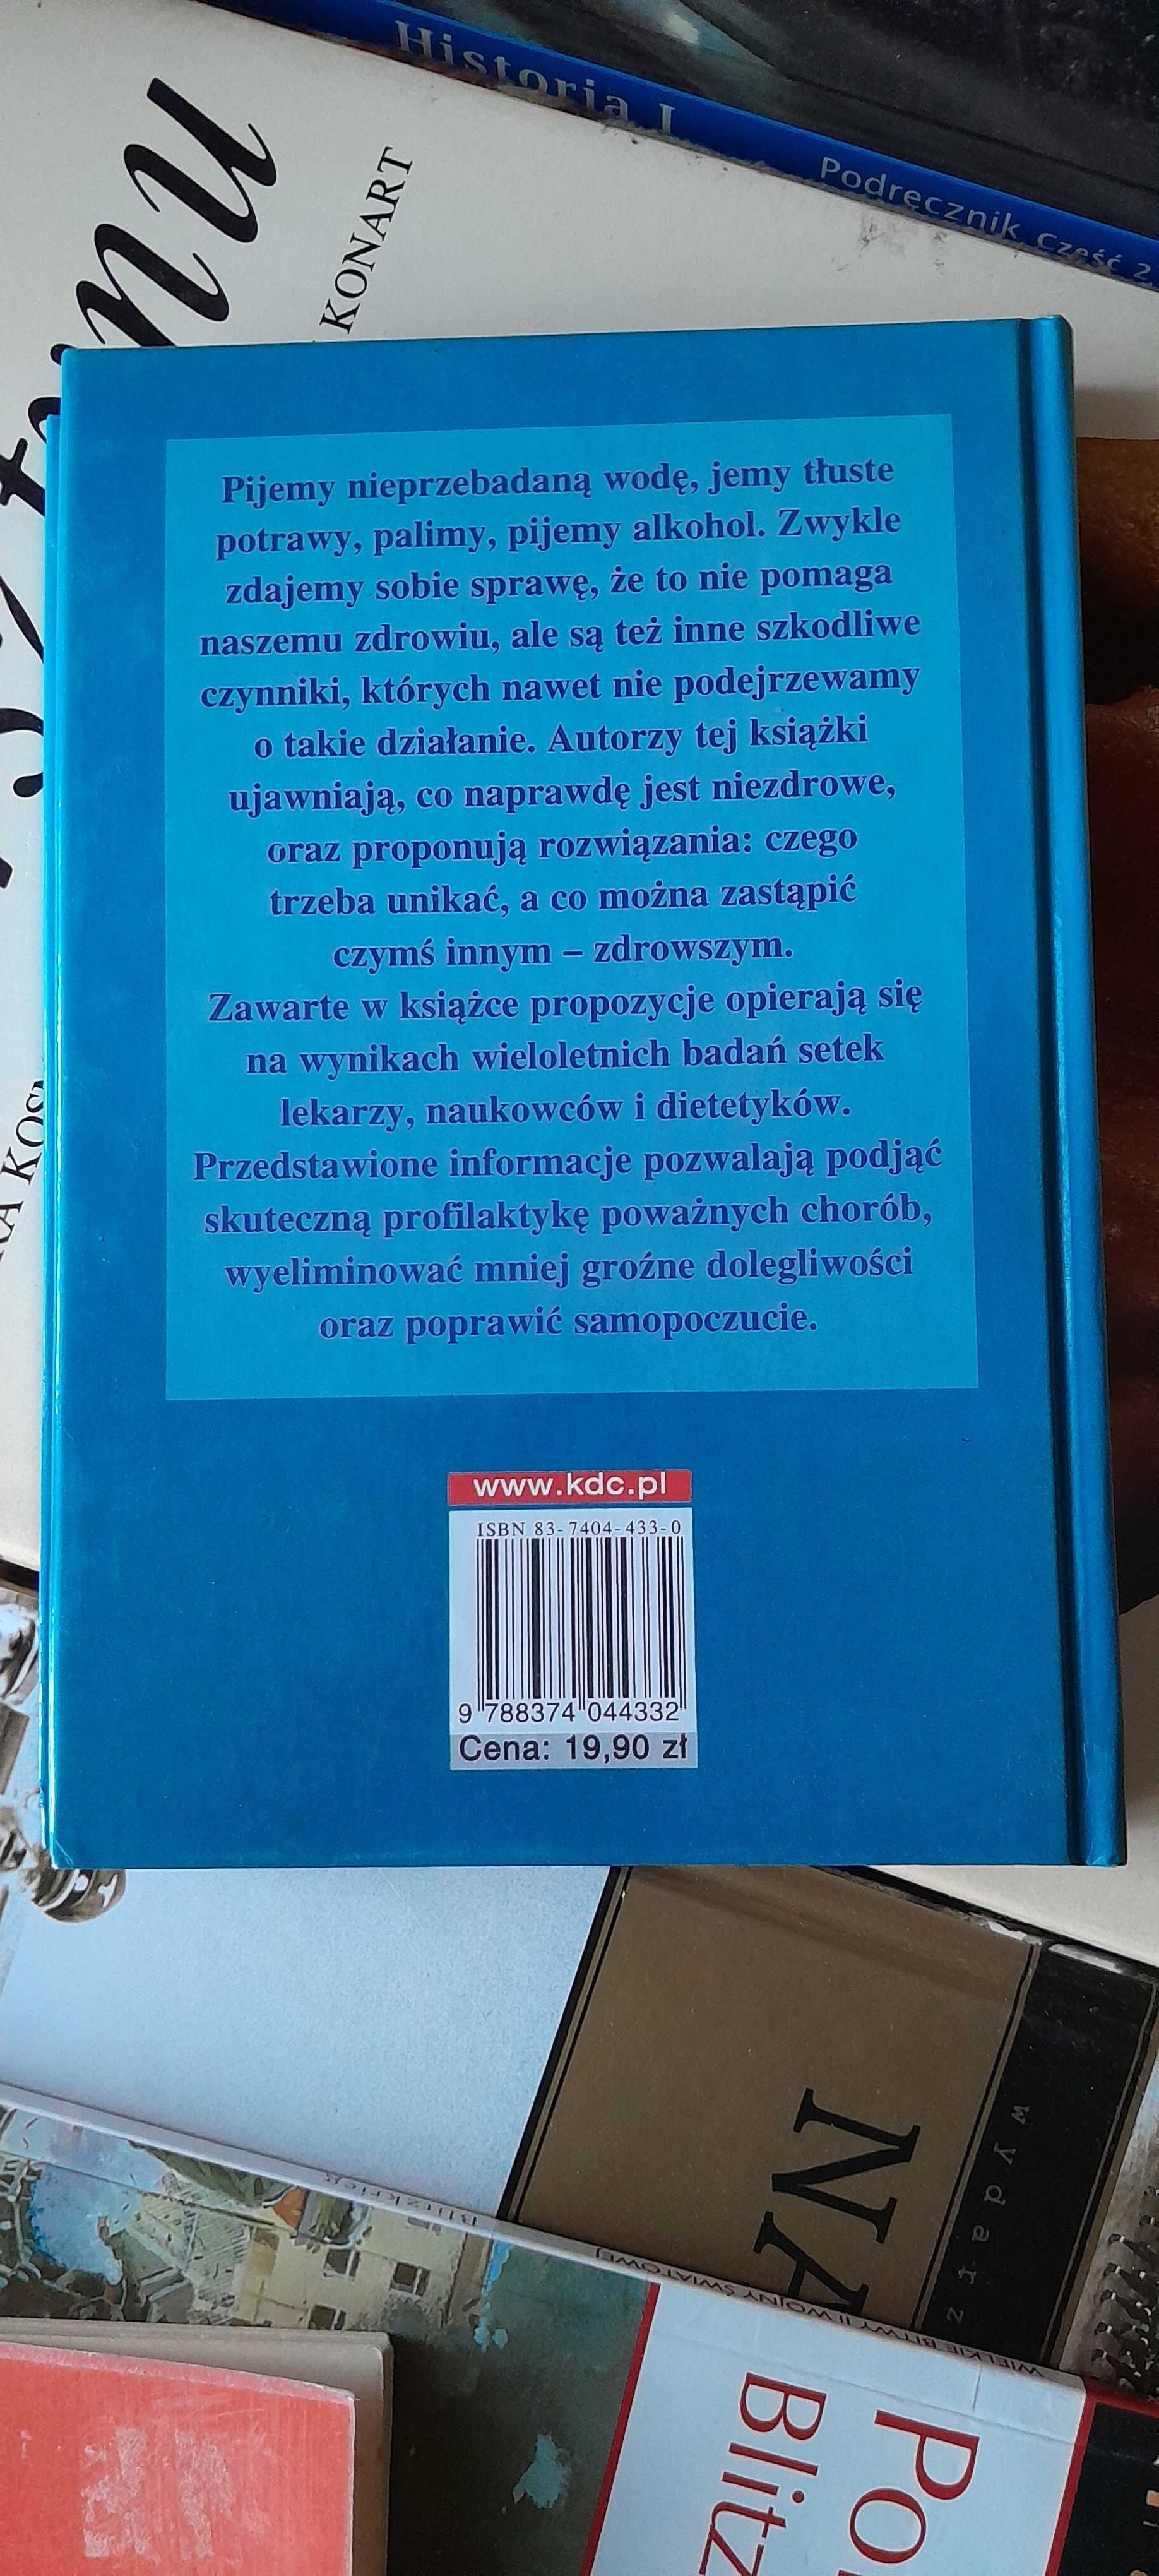 Historia I
Podręcznik Część 2
KONART
Pijemy nieprzebadaną wodę, jemy tłuste
potrawy, palimy, pijemy alkohol. Zwykle
zdajemy sobie sprawę, że to nie pomaga
naszemu zdrowiu, ale są też inne szkodliwe
czynniki, których nawet nie podejrzewamy
o takie działanie. Autorzy tej książki
ujawniają, co naprawdę jest niezdrowe,
oraz proponują rozwiązania: czego
trzeba unikać, a co można zastąpić
czymś innym – zdrowszym.
Zawarte w książce propozycje opierają się
na wynikach wieloletnich badań setek
lekarzy, naukowców i dietetyków.
Przedstawione informacje pozwalają podjąć
skuteczną profilaktykę poważnych chorób,
wyeliminować mniej groźne dolegliwości
oraz poprawić samopoczucie.
www.kdc.pl
ISBN 83-7404-433-0
9 788374 044332
Cena: 19,90 zł
NA
wydarz
Blitzkrieg
WIELKIE BITWY II WOJNY ŚWIATOWEJ
Po
Blitz